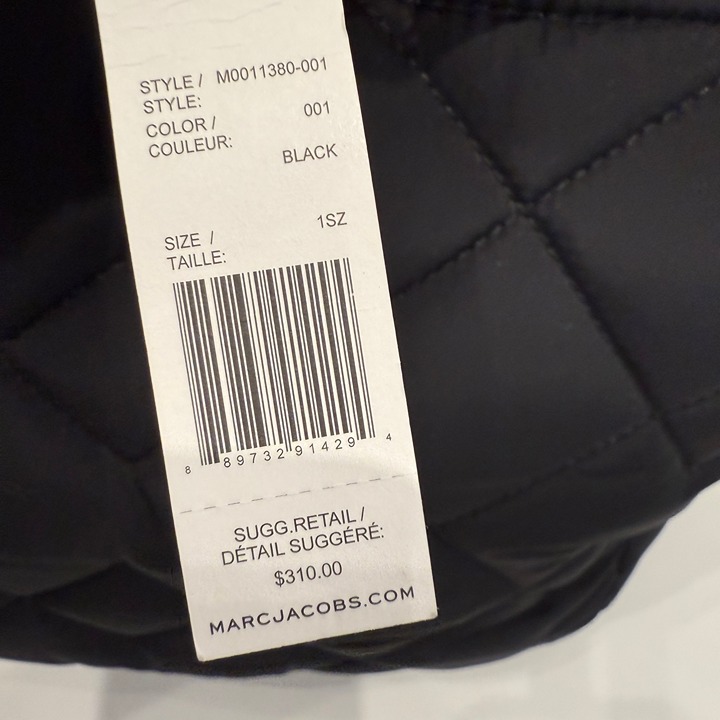 STYLE / M0011380-001
STYLE:
COLOR / 001
COULEUR:
BLACK
SIZE / 1SZ
TAILLE:
8 89732 91429 4
SUGG.RETAIL /
DÉTAIL SUGGÉRÉ:
$310.00
MARCJACOBS.COM